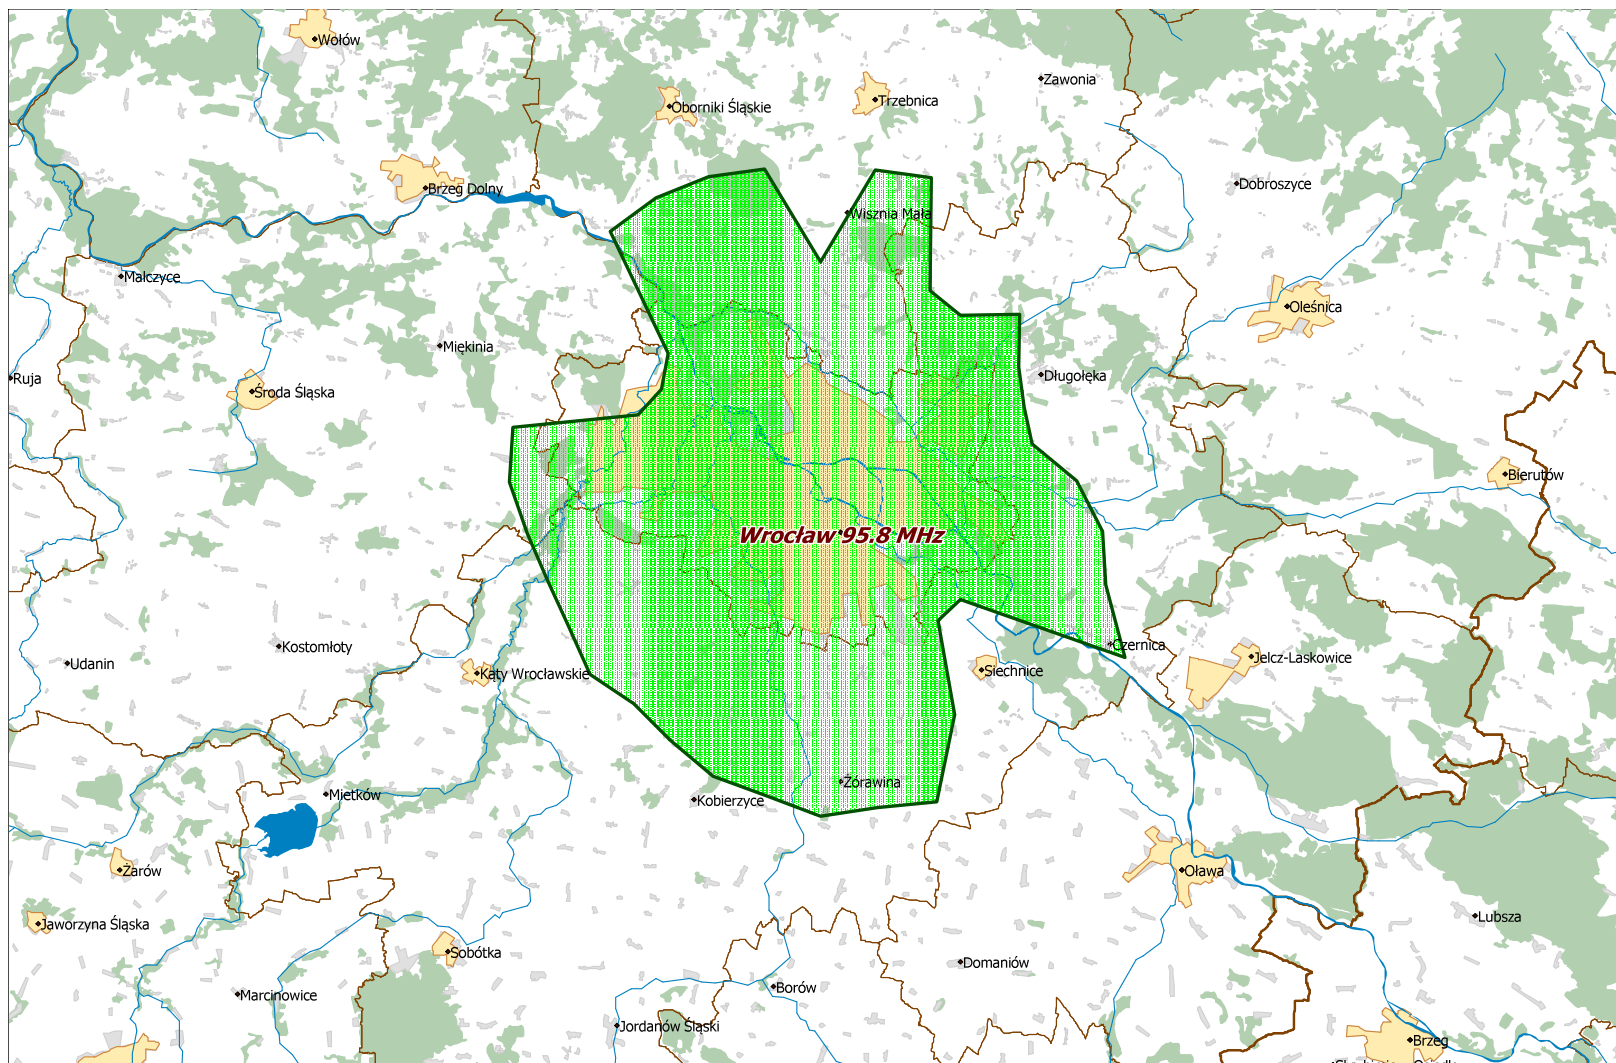 Wołów
Zawonia
Oborniki Śląskie
Trzebnica
Brzeg Dolny
Dobroszyce
Wisznia Mała
Malczyce
Oleśnica
Miękinia
Ruja
Długołęka
Środa Śląska
Bierutów
Wrocław 95.8 MHz
Kostomłoty
Czernica
Udanin
Jelcz-Laskowice
Kąty Wrocławskie
Siechnice
Żórawina
Mietków
Kobierzyce
Żarów
Oława
Lubsza
Jaworzyna Śląska
Sobótka
Domaniów
Borów
Marcinowice
Jordanów Śląski
Brzeg